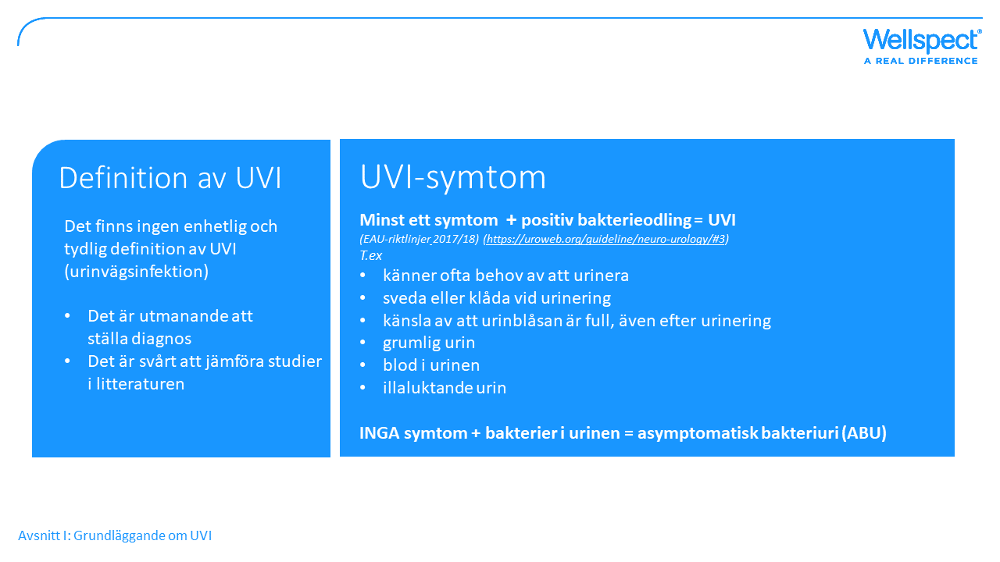 Wellspect®
A REAL DIFFERENCE
Definition av UVI
Det finns ingen enhetlig och
tydlig definition av UVI
(urinvägsinfektion)
• Det är utmanande att
ställa diagnos
• Det är svårt att jämföra studier
i litteraturen
UVI-symtom
Minst ett symtom + positiv bakterieodling = UVI
(EAU-riktlinjer 2017/18) (https://uroweb.org/guideline/neuro-urology/#3)
T.ex
• känner ofta behov av att urinera
• sveda eller klåda vid urinering
• känsla av att urinblåsan är full, även efter urinering
• grumlig urin
• blod i urinen
• illaluktande urin
INGA symtom + bakterier i urinen = asymptomatisk bakteriuri (ABU)
Avsnitt I: Grundläggande om UVI